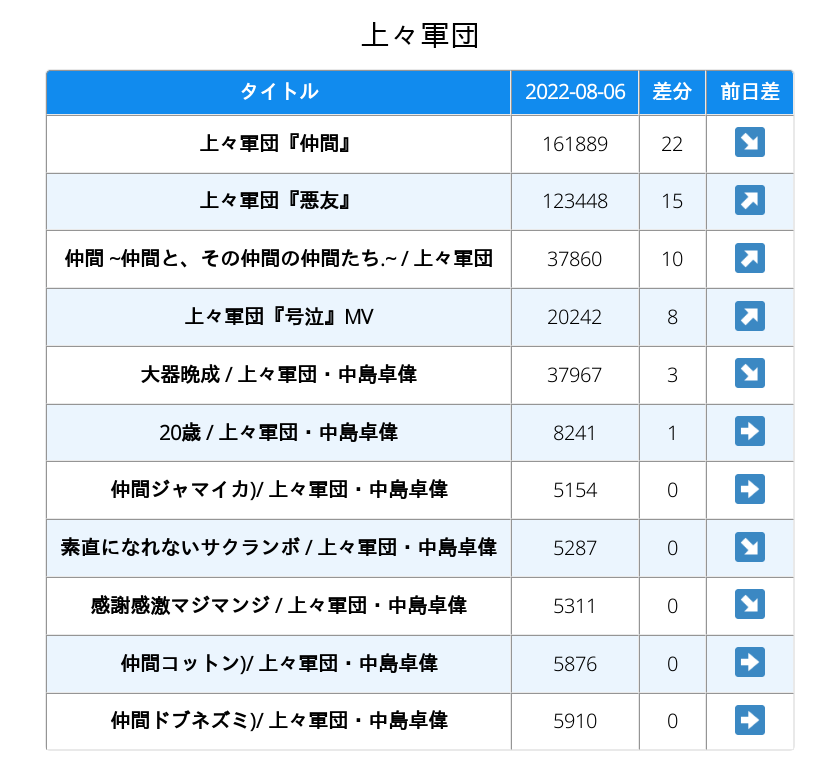 上々軍団
タイトル 2022-08-06 差分 前日差
上々軍団『仲間』 161889 22 ↘
上々軍団『悪友』 123448 15 ↗
仲間 ~仲間と、その仲間の仲間たち.~ / 上々軍団 37860 10 ↗
上々軍団『号泣』MV 20242 8 ↗
大器晩成 / 上々軍団・中島卓偉 37967 3 ↘
20歳 / 上々軍団・中島卓偉 8241 1 ➡
仲間ジャマイカ)/ 上々軍団・中島卓偉 5154 0 ➡
素直になれないサクランボ / 上々軍団・中島卓偉 5287 0 ↘
感謝感激マジマンジ / 上々軍団・中島卓偉 5311 0 ↘
仲間コットン)/ 上々軍団・中島卓偉 5876 0 ➡
仲間ドブネズミ)/ 上々軍団・中島卓偉 5910 0 ➡